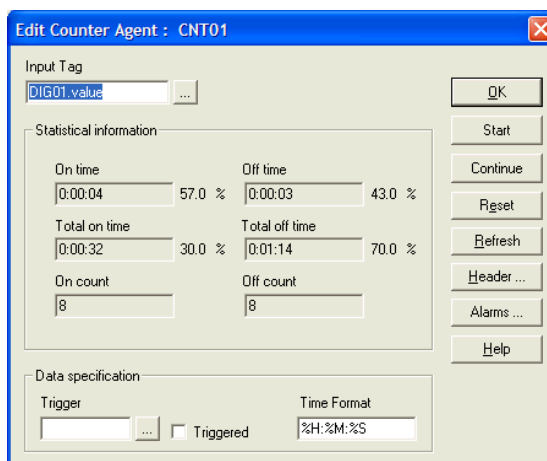 Edit Counter Agent : CNT01
Input Tag
DIG01.value ...
OK
Statistical information
Start
On time Off time
Continue
0:00:04 57.0 % 0:00:03 43.0 %
Reset
Total on time Total off time
0:00:32 30.0 % 0:01:14 70.0 %
Refresh
On count Off count
Header ...
8 8
Alarms ...
Help
Data specification
Trigger Time Format
... Triggered %H:%M:%S